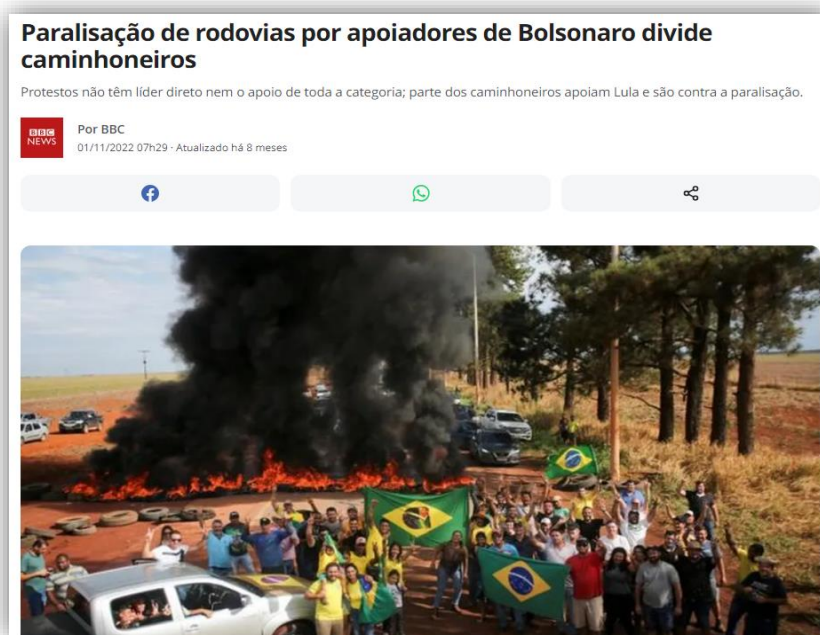 Paralisação de rodovias por apoiadores de Bolsonaro divide
caminhoneiros
Protestos não têm líder direto nem o apoio de toda a categoria; parte dos caminhoneiros apoiam Lula e são contra a paralisação.
BBC
NEWS
Por BBC
01/11/2022 07h29 · Atualizado há 8 meses